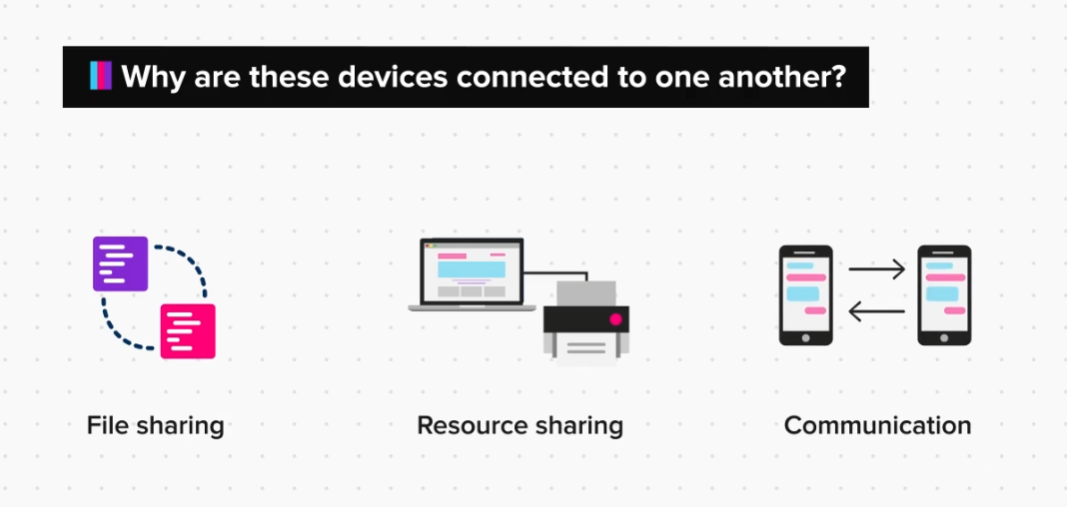 Why are these devices connected to one another?
File sharing
Resource sharing
Communication